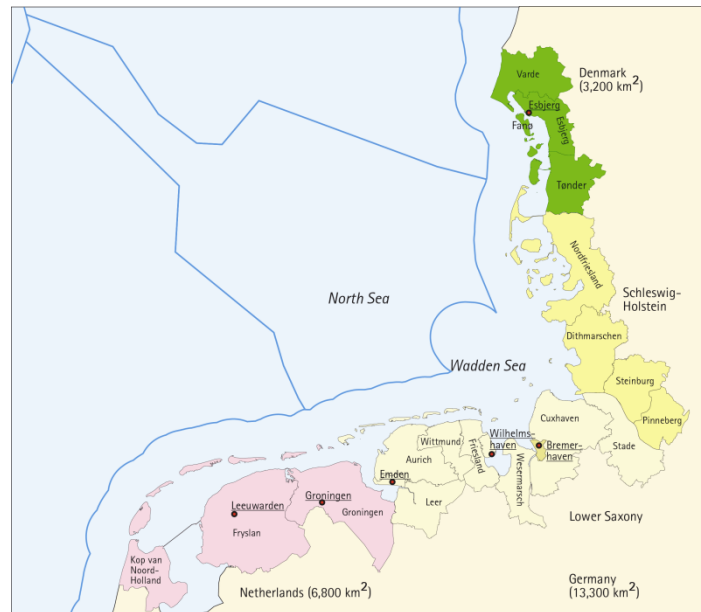 Varde
Denmark
(3,200 km²)
Esbjerg
Fanø
Esbjerg
Tønder
Nordfriesland
North Sea
Schleswig-
Holstein
Dithmarschen
Wadden Sea
Steinburg
Pinneberg
Cuxhaven
Stade
Wilhelms-
haven
Bremer-
haven
Wittmund
Friesland
Aurich
Wesermarsch
Emden
Leer
Leeuwarden
Groningen
Groningen
Fryslan
Lower Saxony
Kop van
Noord-
Holland
Netherlands (6,800 km²)
Germany
(13,300 km²)